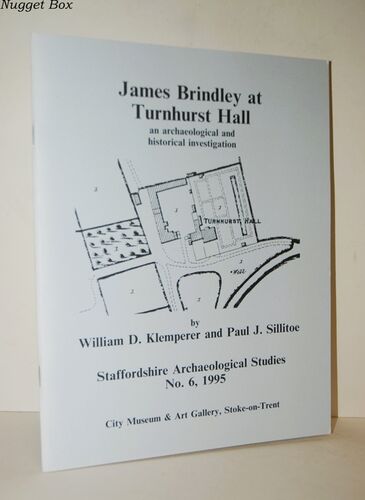 Nugget Box
James Brindley at
Turnhurst Hall
an archaeological and
historical investigation
TURNHURST HALL
Well
by
William D. Klemperer and Paul J. Sillitoe
Staffordshire Archaeological Studies
No. 6, 1995
City Museum & Art Gallery, Stoke-on-Trent